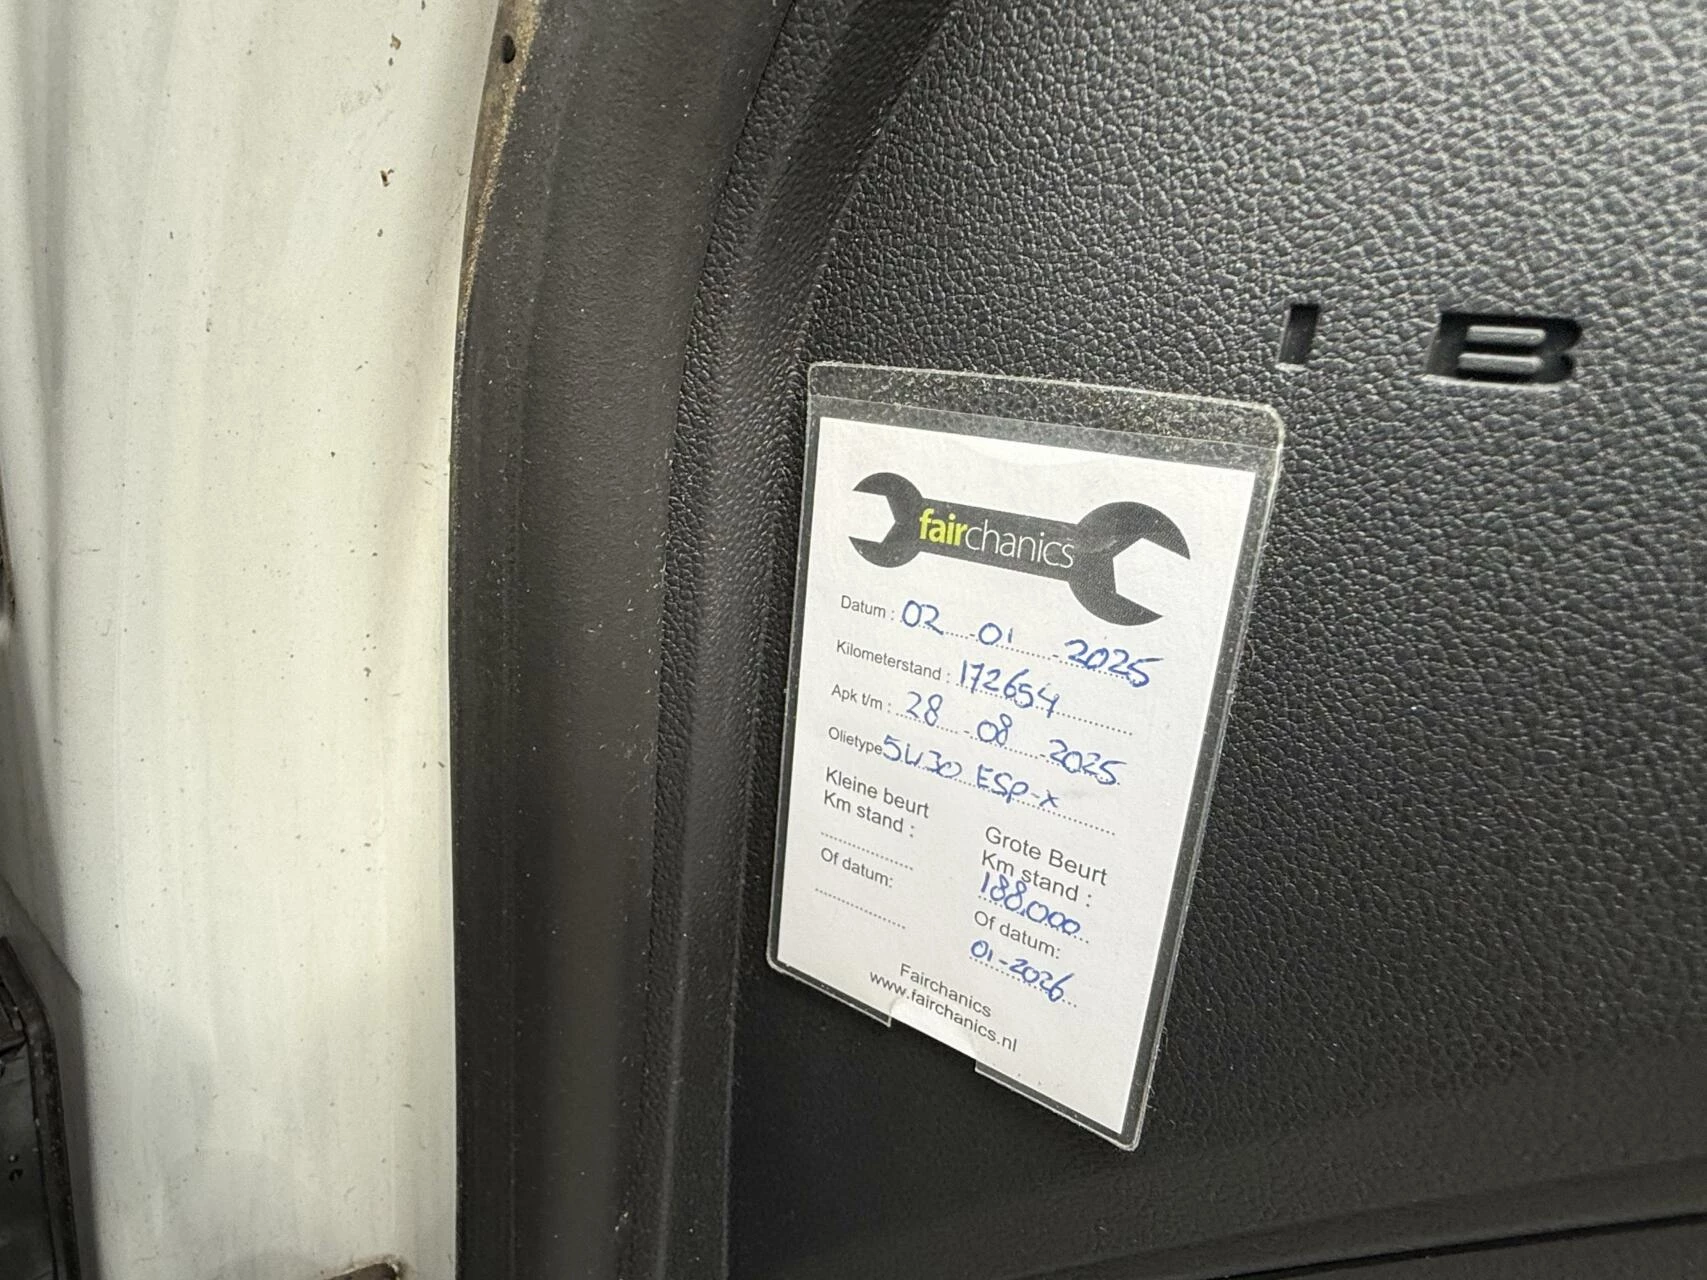 I B
fairchanics
Datum : 02 - 01 - 2025
Kilometerstand : 172654
Apk t/m : 28 - 08 - 2025
Olietype 5W30 ESP-X
Kleine beurt
Km stand :
Of datum:
Grote Beurt
Km stand :
188.000
Of datum:
01-2026
Fairchanics
www.fairchanics.nl